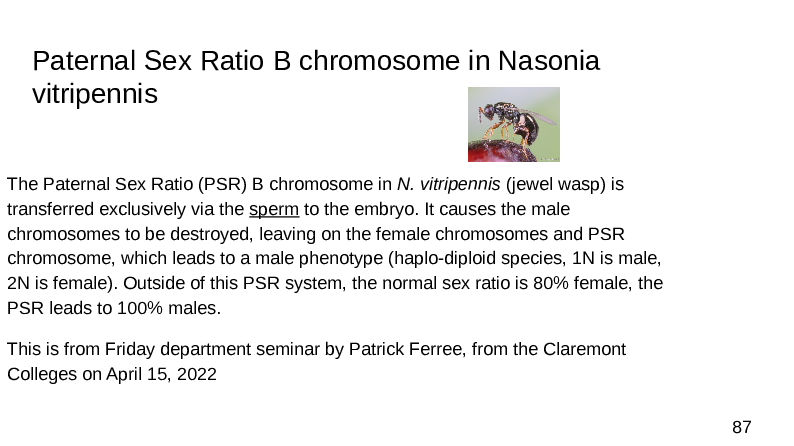 Paternal Sex Ratio B chromosome in Nasonia
vitripennis
The Paternal Sex Ratio (PSR) B chromosome in N. vitripennis (jewel wasp) is
transferred exclusively via the sperm to the embryo. It causes the male
chromosomes to be destroyed, leaving on the female chromosomes and PSR
chromosome, which leads to a male phenotype (haplo-diploid species, 1N is male,
2N is female). Outside of this PSR system, the normal sex ratio is 80% female, the
PSR leads to 100% males.
This is from Friday department seminar by Patrick Ferree, from the Claremont
Colleges on April 15, 2022
87